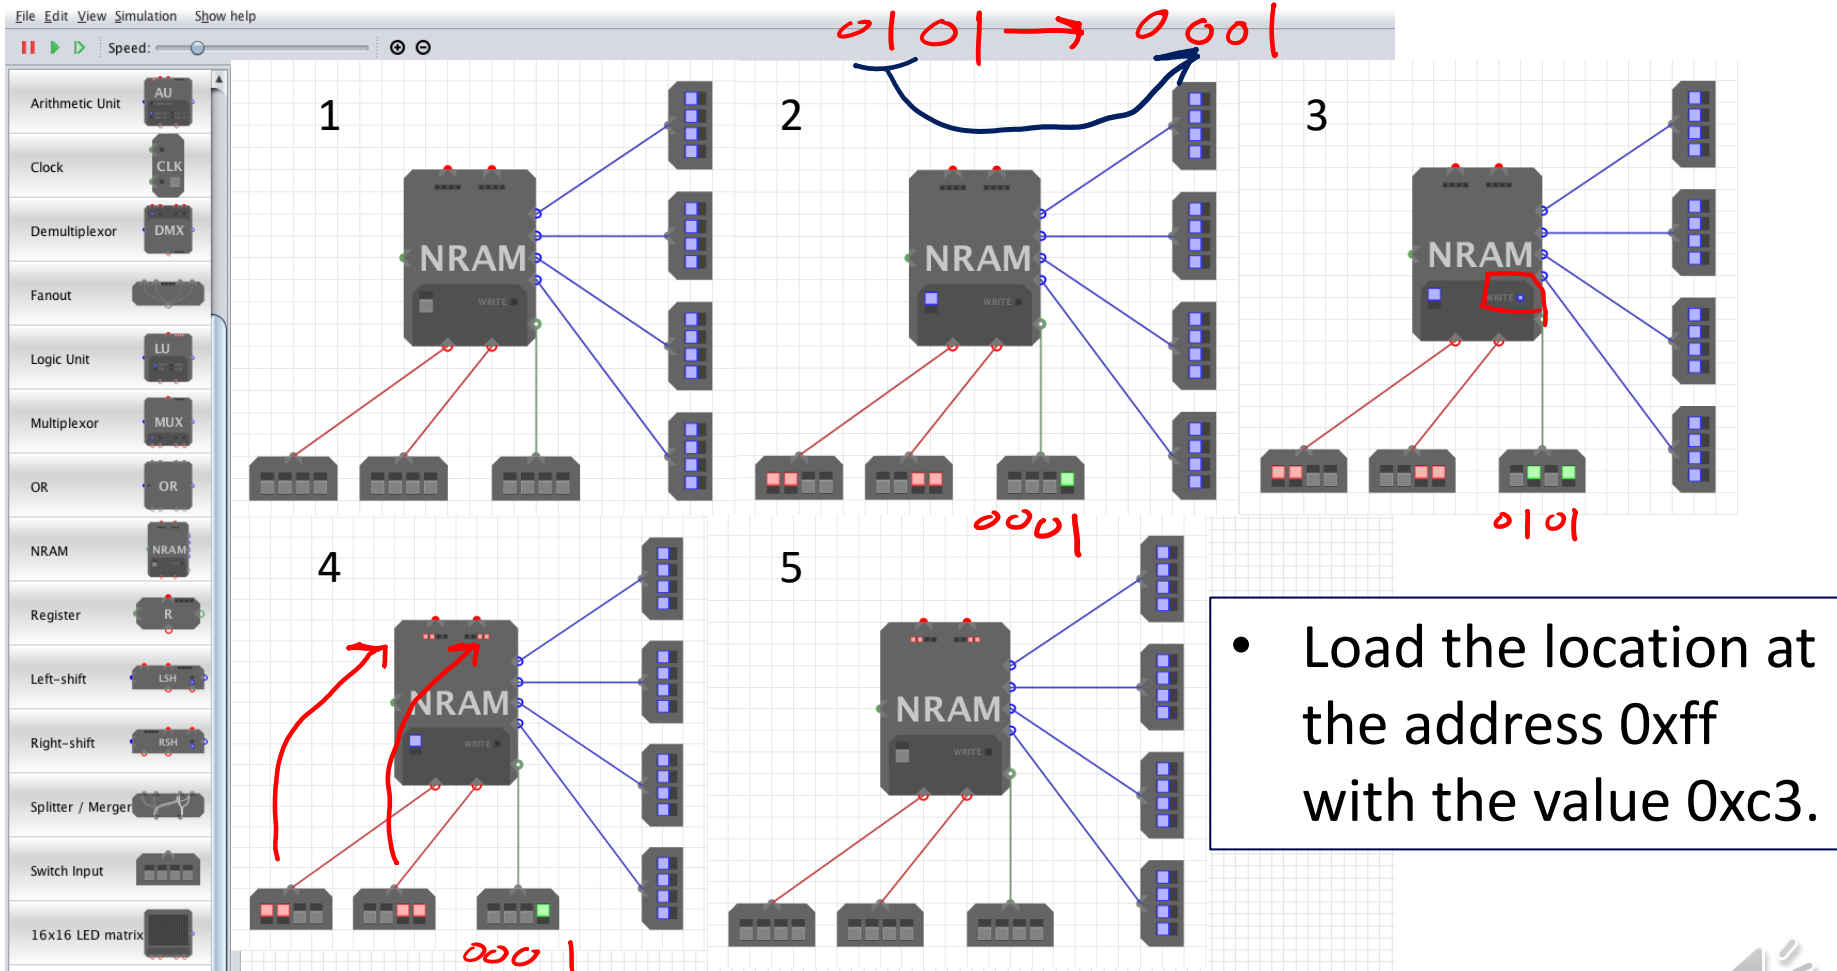 File Edit View Simulation Show help
0101 → 0001
Speed:
Arithmetic Unit AU
Clock CLK
Demultiplexor DMX
Fanout
Logic Unit LU
Multiplexor MUX
OR OR
NRAM NRAM
Register R
Left-shift LSH
Right-shift RSH
Splitter / Merger
Switch Input
16x16 LED matrix
1
NRAM
WRITE
2
NRAM
WRITE
0001
3
NRAM
WRITE
0101
4
NRAM
WRITE
0001
5
NRAM
WRITE
• Load the location at
the address 0xff
with the value 0xc3.